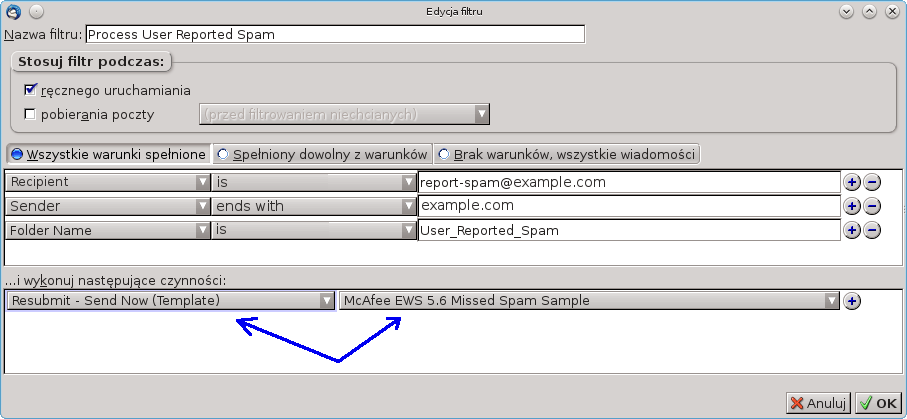 Edycja filtru
Nazwa filtru: Process User Reported Spam
Stosuj filtr podczas:
ręcznego uruchamiania
pobierania poczty (przed filtrowaniem niechcianych)
Wszystkie warunki spełnione Spełniony dowolny z warunków Brak warunków, wszystkie wiadomości
Recipient is report-spam@example.com
Sender ends with example.com
Folder Name is User_Reported_Spam
...i wykonuj następujące czynności:
Resubmit - Send Now (Template) McAfee EWS 5.6 Missed Spam Sample
Anuluj OK